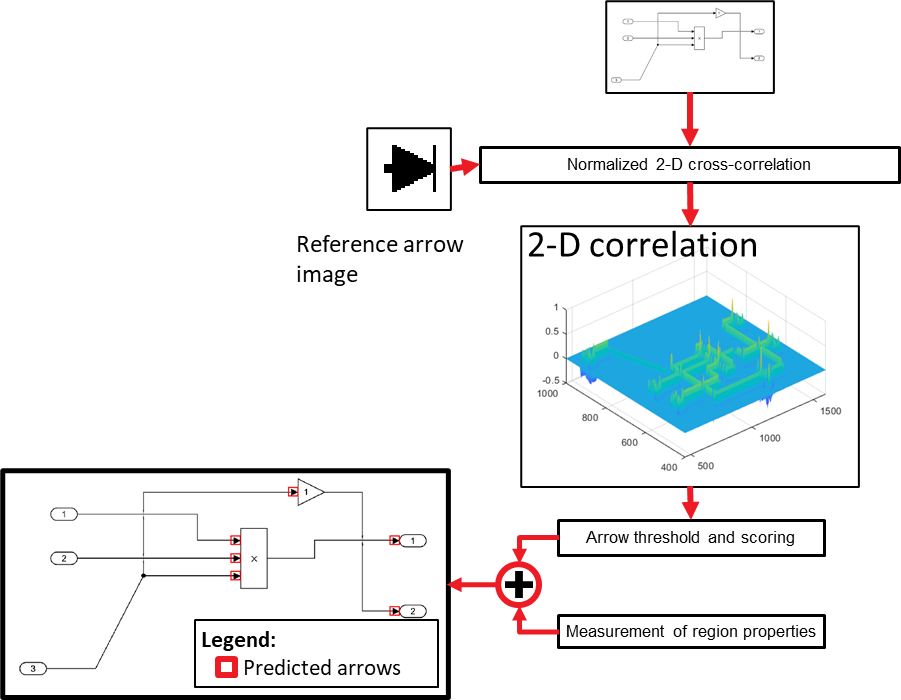 Normalized 2-D cross-correlation
Reference arrow
image
2-D correlation
1
0.5
0
-0.5
1000
800
600
400
500
1000
1500
Arrow threshold and scoring
Measurement of region properties
1
1
×
1
2
2
3
Legend:
Predicted arrows